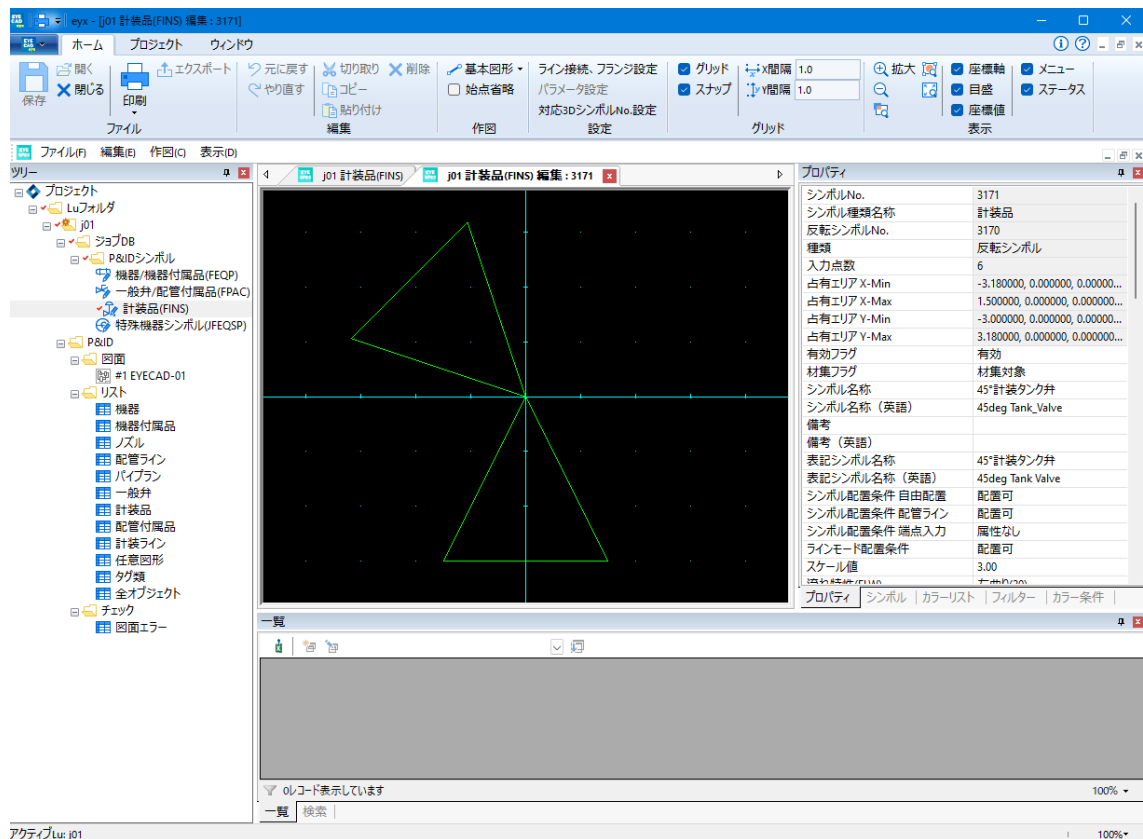 eyx - [j01 計装品(FINS) 編集 : 3171]
ホーム プロジェクト ウィンドウ
開く エクスポート 元に戻す 切り取り 削除 基本図形 ライン接続、フランジ設定 グリッド X間隔 1.0 拡大 座標軸 メニュー
保存 閉じる 印刷 やり直す コピー 始点省略 パラメータ設定 スナップ Y間隔 1.0 目盛 ステータス
貼り付け 対応3DシンボルNo.設定 座標値
ファイル 編集 作図 設定 グリッド 表示
ファイル(F) 編集(E) 作図(C) 表示(D)
ツリー
プロジェクト
Luフォルダ
j01
ジョブDB
P&IDシンボル
機器/機器付属品(FEQP)
一般弁/配管付属品(FPAC)
計装品(FINS)
特殊機器シンボル(JFEQSP)
P&ID
図面
#1 EYECAD-01
リスト
機器
機器付属品
ノズル
配管ライン
パイプラン
一般弁
計装品
配管付属品
計装ライン
任意図形
タグ類
全オブジェクト
チェック
図面エラー
j01 計装品(FINS) j01 計装品(FINS) 編集 : 3171
プロパティ
シンボルNo. 3171
シンボル種類名称 計装品
反転シンボルNo. 3170
種類 反転シンボル
入力点数 6
占有エリア X-Min -3.180000, 0.000000, 0.00000...
占有エリア X-Max 1.500000, 0.000000, 0.000000...
占有エリア Y-Min -3.000000, 0.000000, 0.00000...
占有エリア Y-Max 3.180000, 0.000000, 0.000000...
有効フラグ 有効
材集フラグ 材集対象
シンボル名称 45°計装タンク弁
シンボル名称（英語） 45deg Tank_Valve
備考
備考（英語）
表記シンボル名称 45°計装タンク弁
表記シンボル名称（英語） 45deg Tank Valve
シンボル配置条件 自由配置 配置可
シンボル配置条件 配管ライン 配置可
シンボル配置条件 端点入力 属性なし
ラインモード配置条件 配置可
スケール値 3.00
流れ特性(FLW) 左曲り(20)
プロパティ シンボル カラーリスト フィルター カラー条件
一覧
0レコード表示しています 100%
一覧 検索
アクティブLu: j01 100%